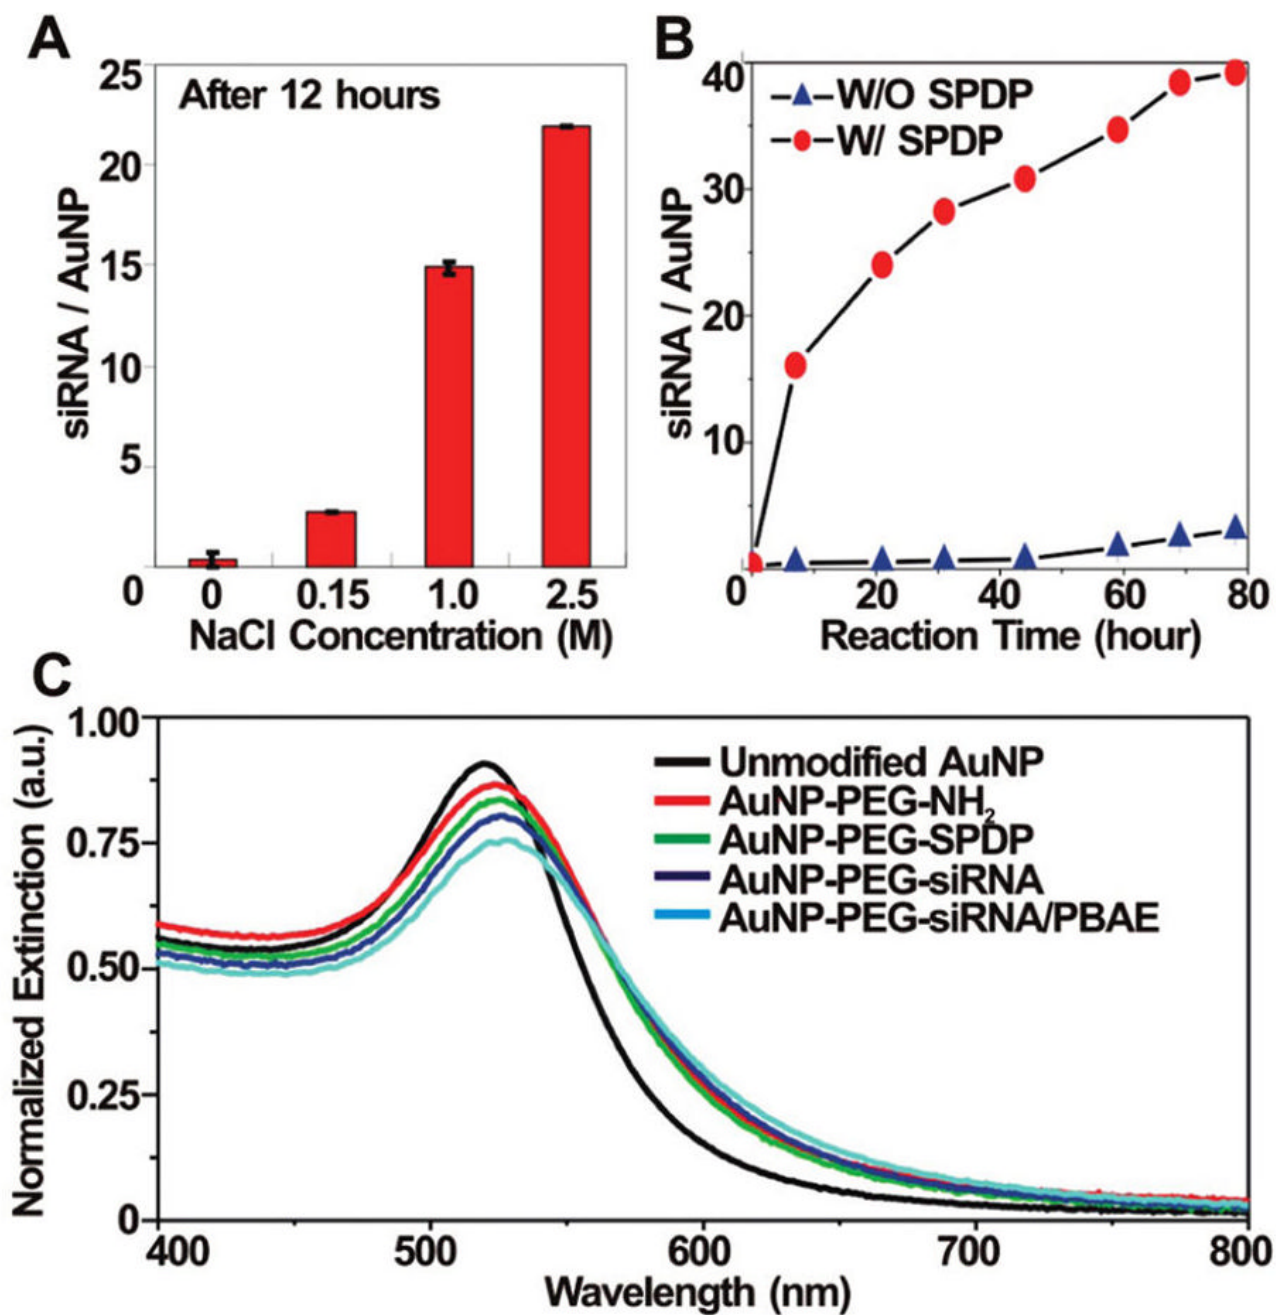 A
25
20
15
10
5
0
siRNA / AuNP
After 12 hours
0 0.15 1.0 2.5
NaCl Concentration (M)
B
40
30
20
10
siRNA / AuNP
W/O SPDP
W/ SPDP
0 20 40 60 80
Reaction Time (hour)
C
1.00
0.75
0.50
0.25
0
Normalized Extinction (a.u.)
Unmodified AuNP
AuNP-PEG-NH₂
AuNP-PEG-SPDP
AuNP-PEG-siRNA
AuNP-PEG-siRNA/PBAE
400 500 600 700 800
Wavelength (nm)